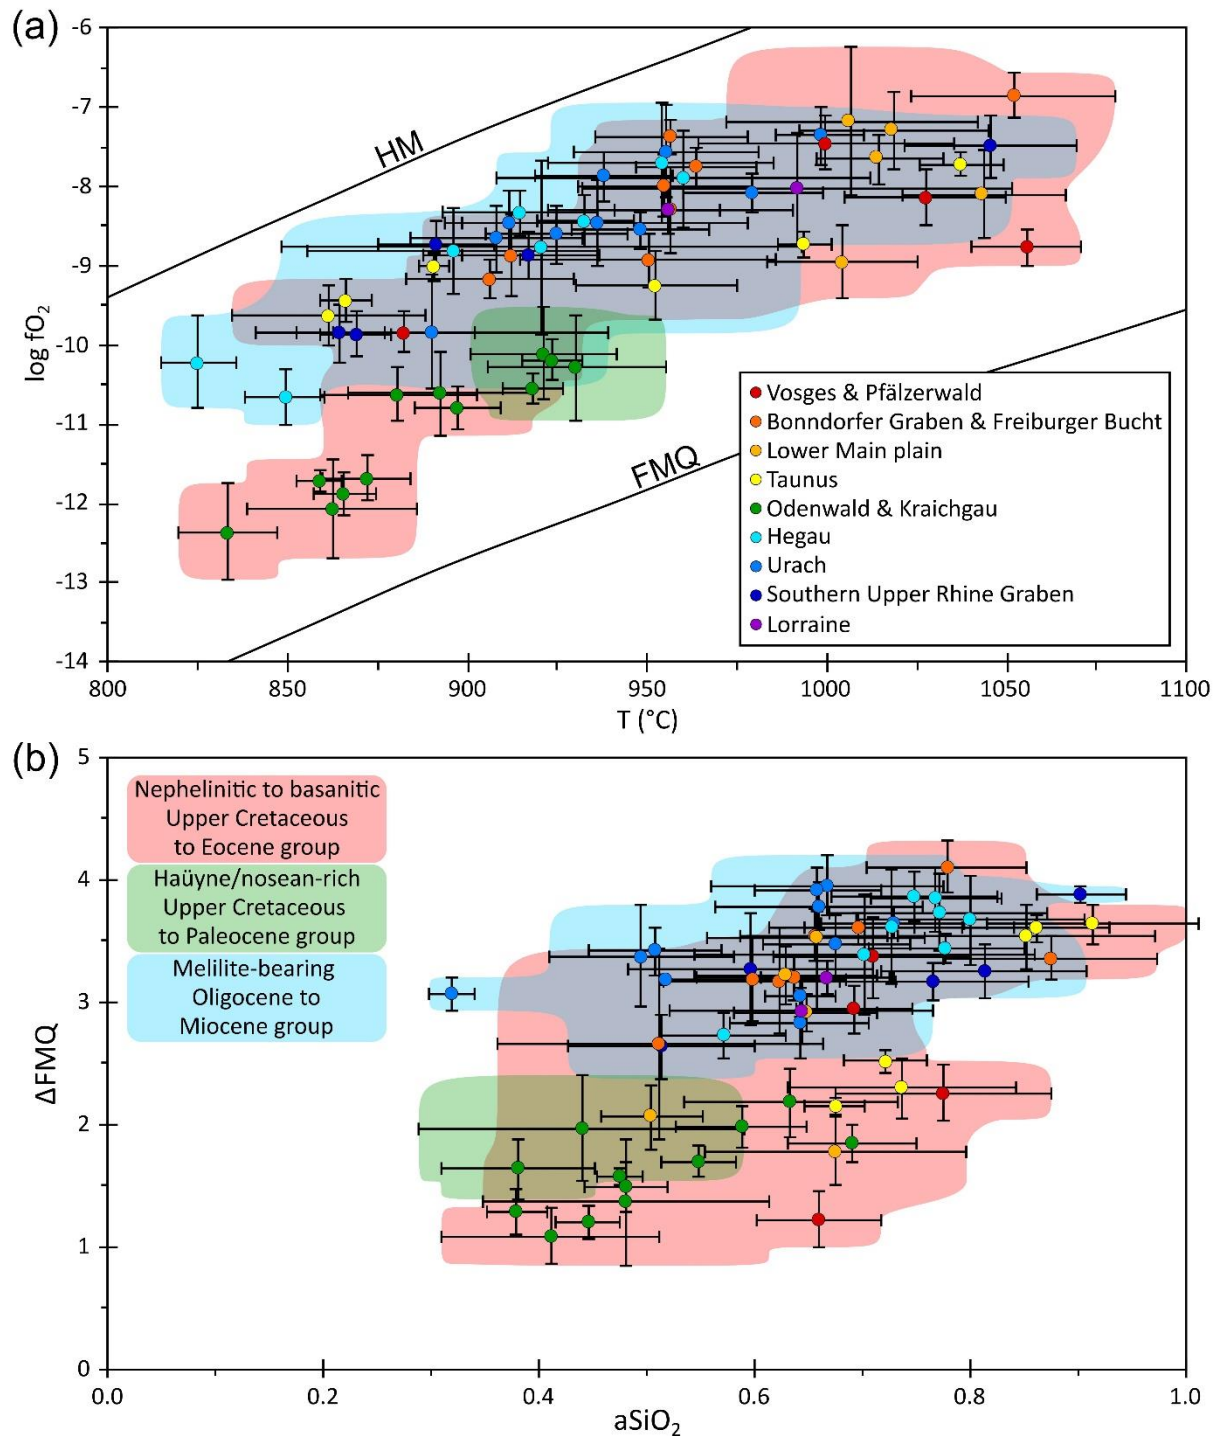 (a)
-6
-7
-8
-9
-10
-11
-12
-13
-14
log fO₂
HM
FMQ
Vosges & Pfälzerwald
Bonndorfer Graben & Freiburger Bucht
Lower Main plain
Taunus
Odenwald & Kraichgau
Hegau
Urach
Southern Upper Rhine Graben
Lorraine
800 850 900 950 1000 1050 1100
T (°C)
(b)
5
4
3
2
1
0
ΔFMQ
Nephelinitic to basanitic
Upper Cretaceous
to Eocene group
Haüyne/nosean-rich
Upper Cretaceous
to Paleocene group
Melilite-bearing
Oligocene to
Miocene group
0.0 0.2 0.4 0.6 0.8 1.0
aSiO₂